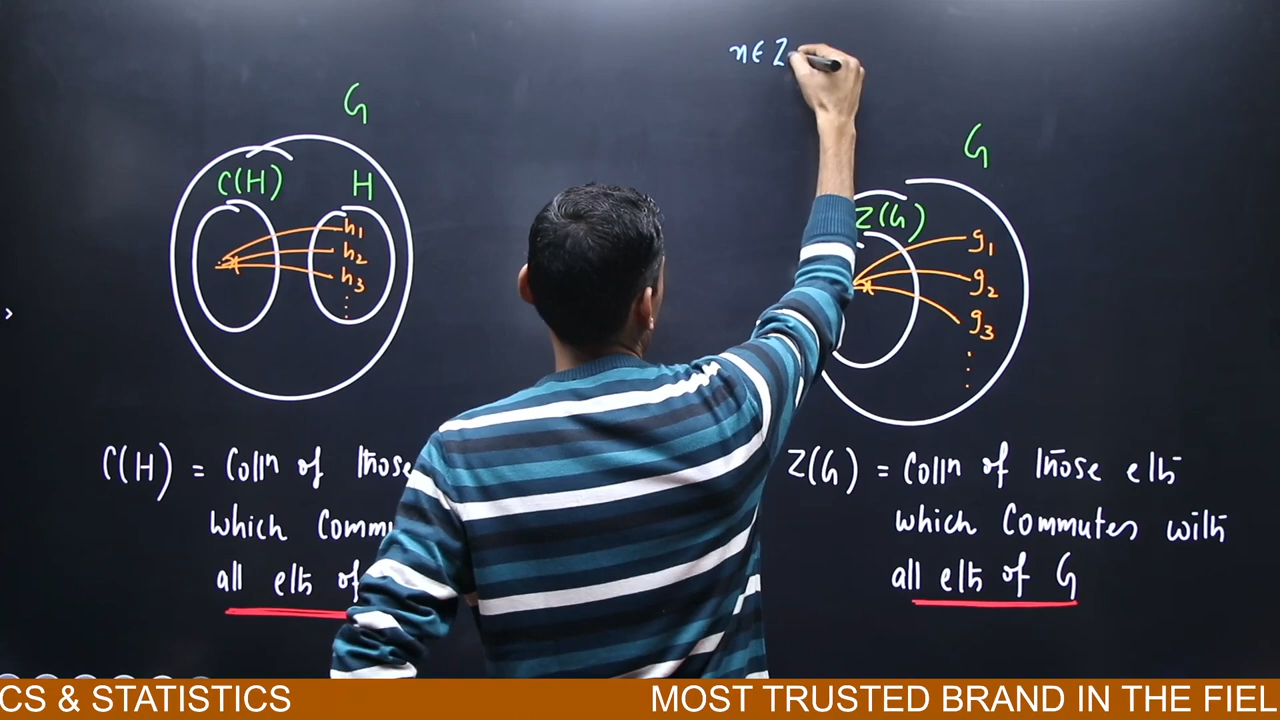 x ∈ Z
G
G
C(H)
H
h₁
h₂
h₃
⋮
Z(G)
g₁
g₂
g₃
⋮
C(H) = Collⁿ of those
which Comm
all elts of
Z(G) = Collⁿ of those elts
which Commutes with
all elts of G
CS & STATISTICS
MOST TRUSTED BRAND IN THE FIEL